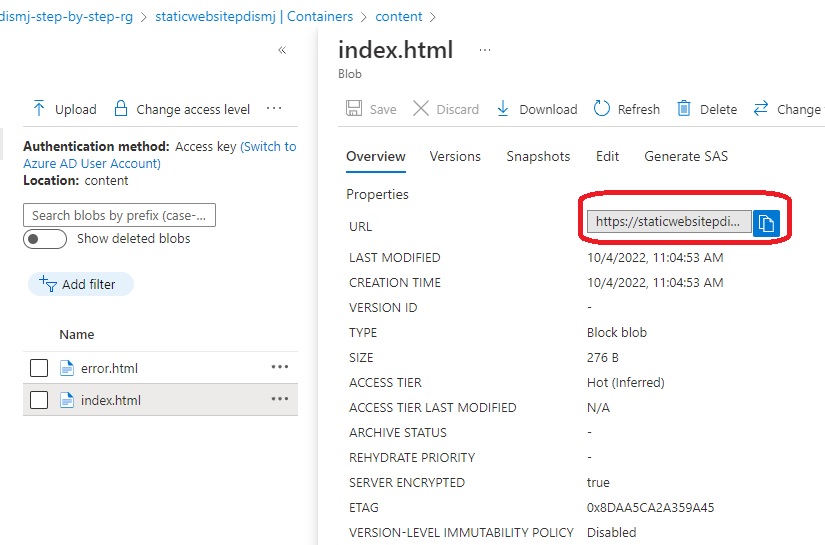 dismj-step-by-step-rg > staticwebsitepdismj | Containers > content >
«
Upload Change access level ...
Authentication method: Access key (Switch to
Azure AD User Account)
Location: content
Search blobs by prefix (case-...
Show deleted blobs
Add filter
Name
error.html ...
index.html ...
index.html ...
Blob
Save Discard Download Refresh Delete Change
Overview Versions Snapshots Edit Generate SAS
Properties
URL https://staticwebsitepdi...
LAST MODIFIED 10/4/2022, 11:04:53 AM
CREATION TIME 10/4/2022, 11:04:53 AM
VERSION ID -
TYPE Block blob
SIZE 276 B
ACCESS TIER Hot (Inferred)
ACCESS TIER LAST MODIFIED N/A
ARCHIVE STATUS -
REHYDRATE PRIORITY -
SERVER ENCRYPTED true
ETAG 0x8DAA5CA2A359A45
VERSION-LEVEL IMMUTABILITY POLICY Disabled